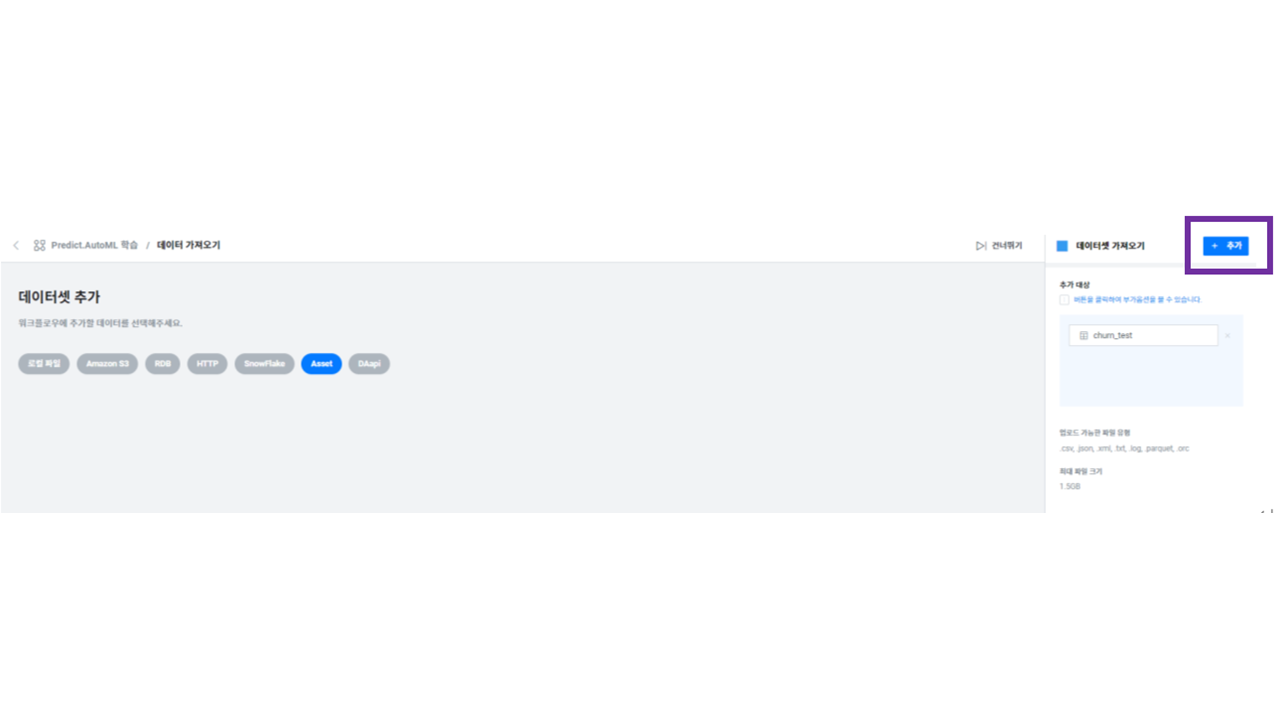 Predict.AutoML 학습 / 데이터 가져오기
건너뛰기
데이터셋 추가
워크플로우에 추가할 데이터를 선택해주세요.
로컬 파일 Amazon S3 RDB HTTP SnowFlake Asset DAapi
데이터셋 가져오기
+ 추가
추가 대상
버튼을 클릭하여 부가옵션을 볼 수 있습니다.
churn_test
업로드 가능한 파일 유형
.csv, .json, .xml, .txt, .log, .parquet, .orc
최대 파일 크기
1.5GB